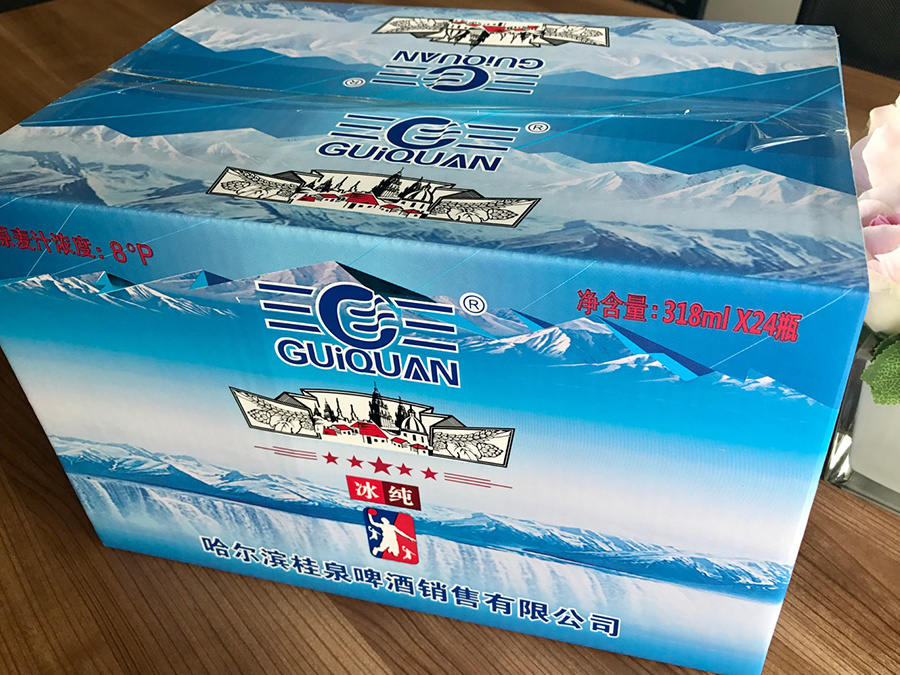 GUiQUAN
®
GUiQUAN
®
原麦汁浓度：8°P
GUiQUAN
®
净含量：318ml X24瓶
冰纯
哈尔滨桂泉啤酒销售有限公司